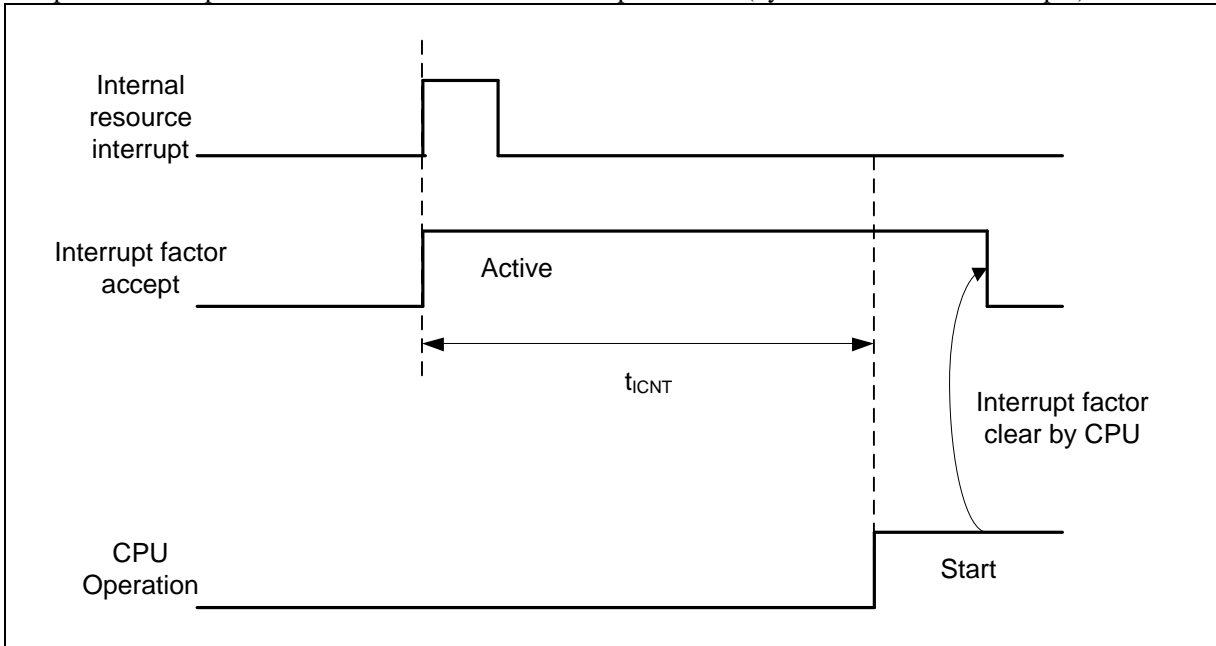 Internal
resource
interrupt
Interrupt factor
accept
Active
tICNT
Interrupt factor
clear by CPU
CPU
Operation
Start